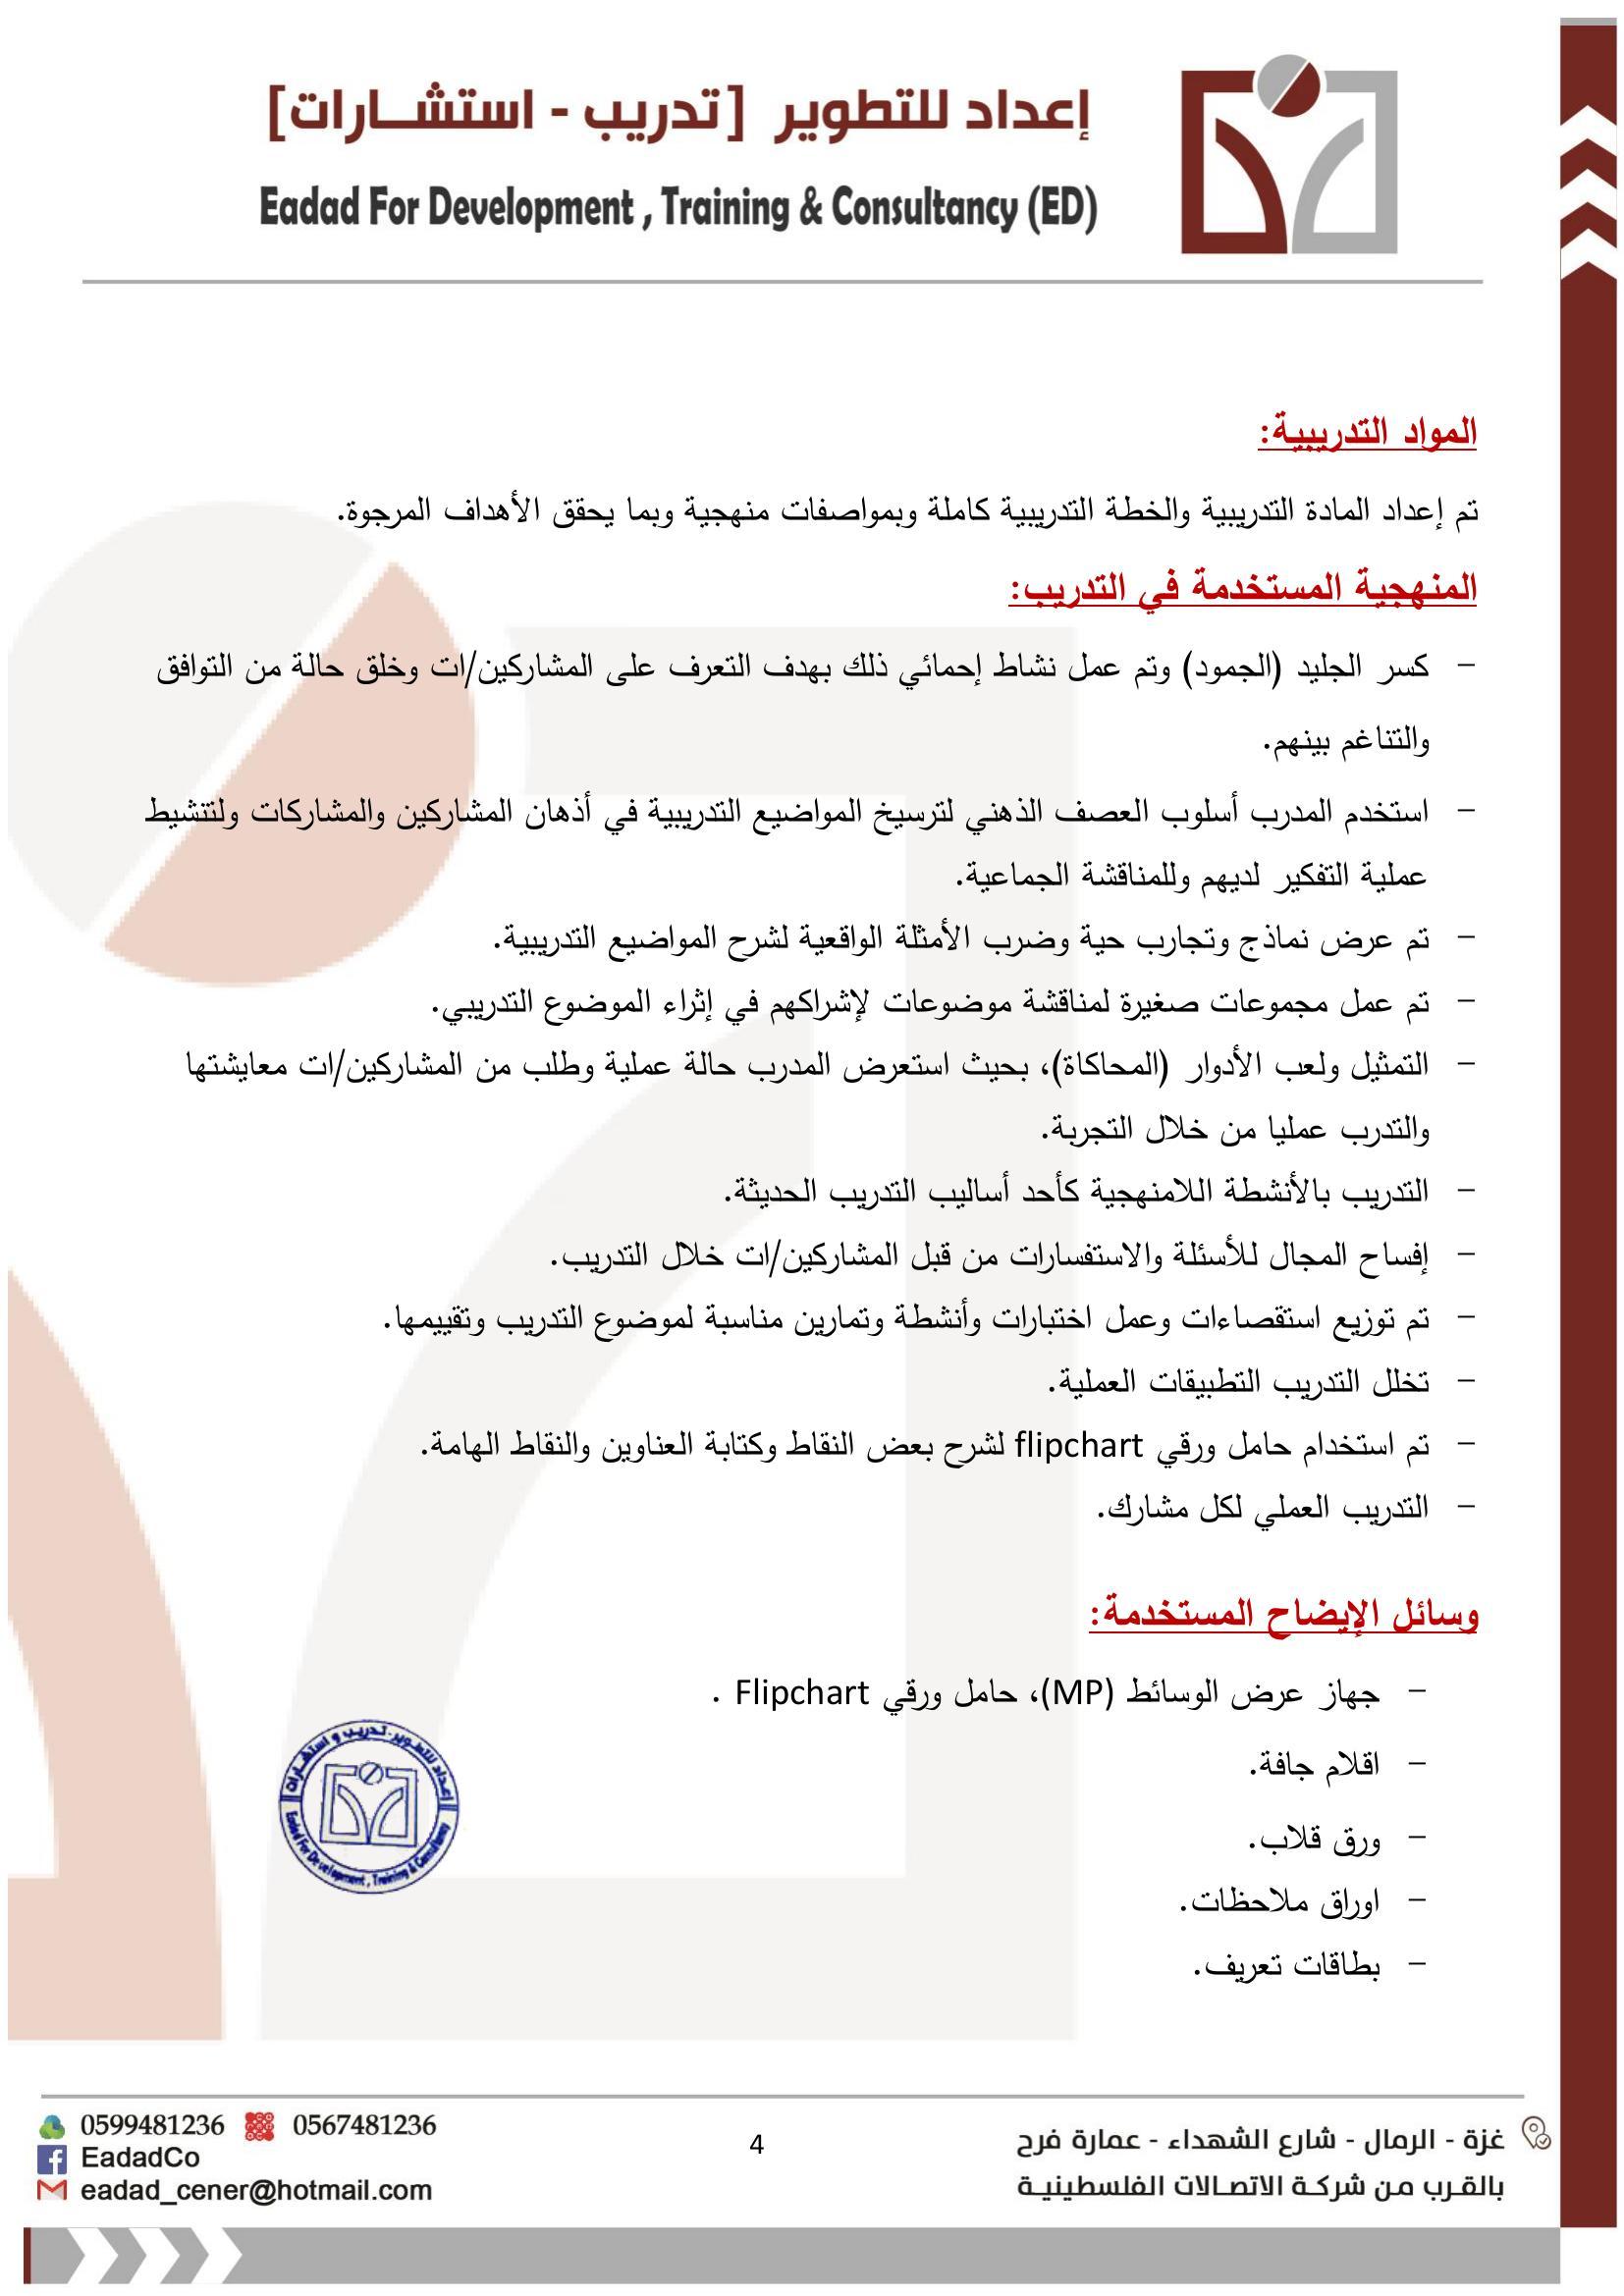 إعداد للتطوير [تدريب - استشــارات]
Eadad For Development , Training & Consultancy (ED)
المواد التدريبية:
تم إعداد المادة التدريبية والخطة التدريبية كاملة وبمواصفات منهجية وبما يحقق الأهداف المرجوة.
المنهجية المستخدمة في التدريب:
- كسر الجليد (الجمود) وتم عمل نشاط إحمائي ذلك بهدف التعرف على المشاركين/ات وخلق حالة من التوافق
والتناغم بينهم.
- استخدم المدرب أسلوب العصف الذهني لترسيخ المواضيع التدريبية في أذهان المشاركين والمشاركات ولتنشيط
عملية التفكير لديهم وللمناقشة الجماعية.
- تم عرض نماذج وتجارب حية وضرب الأمثلة الواقعية لشرح المواضيع التدريبية.
- تم عمل مجموعات صغيرة لمناقشة موضوعات لإشراكهم في إثراء الموضوع التدريبي.
- التمثيل ولعب الأدوار (المحاكاة)، بحيث استعرض المدرب حالة عملية وطلب من المشاركين/ات معايشتها
والتدرب عمليا من خلال التجربة.
- التدريب بالأنشطة اللامنهجية كأحد أساليب التدريب الحديثة.
- إفساح المجال للأسئلة والاستفسارات من قبل المشاركين/ات خلال التدريب.
- تم توزيع استقصاءات وعمل اختبارات وأنشطة وتمارين مناسبة لموضوع التدريب وتقييمها.
- تخلل التدريب التطبيقات العملية.
- تم استخدام حامل ورقي flipchart لشرح بعض النقاط وكتابة العناوين والنقاط الهامة.
- التدريب العملي لكل مشارك.
وسائل الإيضاح المستخدمة:
- جهاز عرض الوسائط (MP)، حامل ورقي Flipchart .
- اقلام جافة.
- ورق قلاب.
- اوراق ملاحظات.
- بطاقات تعريف.
إعداد للتطوير-تدريب و استشارات
Eadad For Development , Training & Consultancy
غزة - الرمال - شارع الشهداء - عمارة فرح
بالقرب من شركة الاتصالات الفلسطينية
4
0599481236 0567481236
EadadCo
eadad_cener@hotmail.com